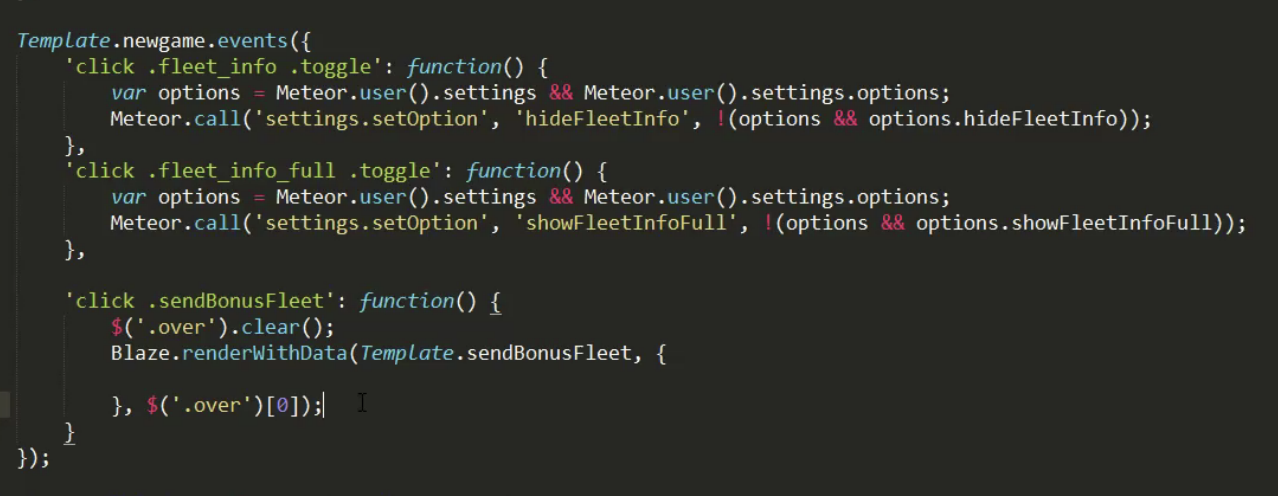 Template.newgame.events({
    'click .fleet_info .toggle': function() {
        var options = Meteor.user().settings && Meteor.user().settings.options;
        Meteor.call('settings.setOption', 'hideFleetInfo', !(options && options.hideFleetInfo));
    },
    'click .fleet_info_full .toggle': function() {
        var options = Meteor.user().settings && Meteor.user().settings.options;
        Meteor.call('settings.setOption', 'showFleetInfoFull', !(options && options.showFleetInfoFull));
    },
    'click .sendBonusFleet': function() {
        $('.over').clear();
        Blaze.renderWithData(Template.sendBonusFleet, {
        }, $('.over')[0]);
    }
});